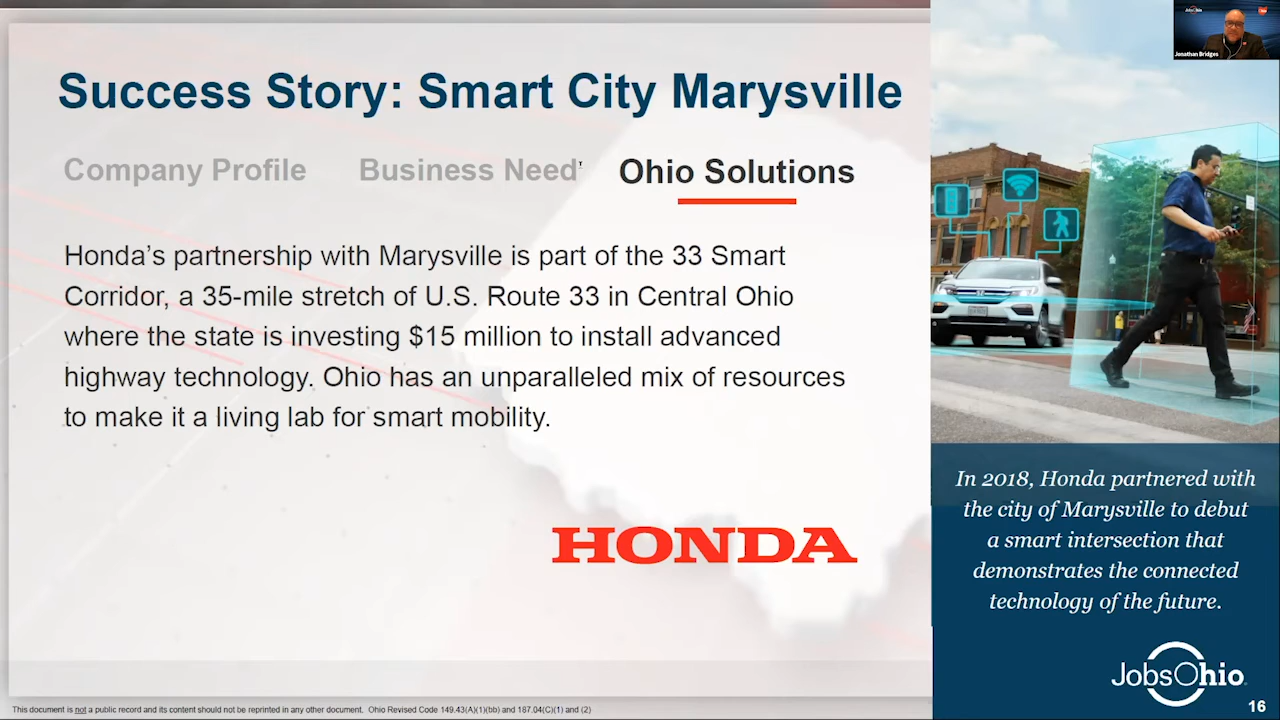 Success Story: Smart City Marysville
Company Profile
Business Need
Ohio Solutions
Honda’s partnership with Marysville is part of the 33 Smart
Corridor, a 35-mile stretch of U.S. Route 33 in Central Ohio
where the state is investing $15 million to install advanced
highway technology. Ohio has an unparalleled mix of resources
to make it a living lab for smart mobility.
HONDA
JobsOhio
Jonathan Bridges
In 2018, Honda partnered with
the city of Marysville to debut
a smart intersection that
demonstrates the connected
technology of the future.
JobsOhio
16
This document is not a public record and its content should not be reprinted in any other document. Ohio Revised Code 149.43(A)(1)(bb) and 187.04(C)(1) and (2)